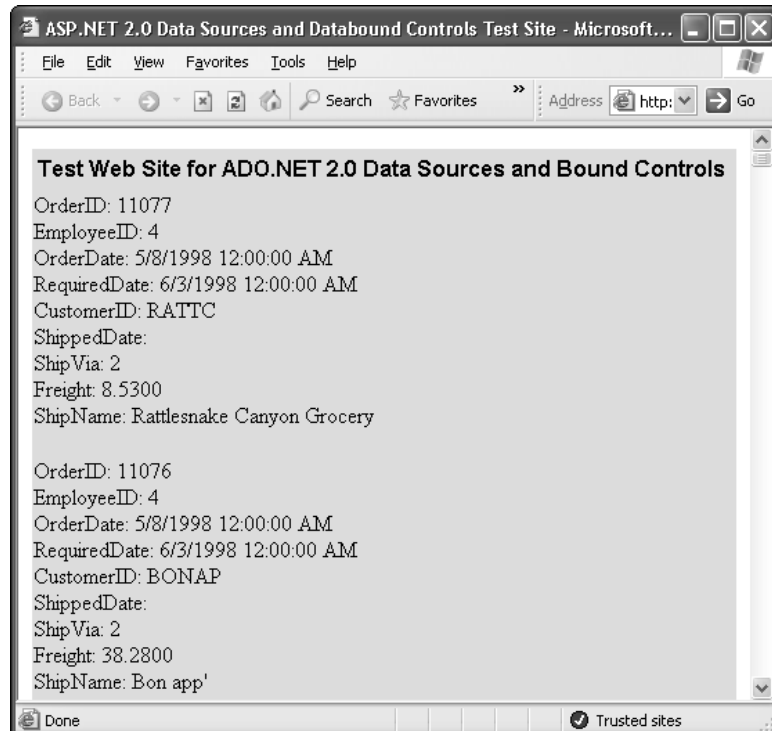 ASP.NET 2.0 Data Sources and Databound Controls Test Site - Microsoft...
File Edit View Favorites Tools Help
Back Search Favorites » Address http: Go
Test Web Site for ADO.NET 2.0 Data Sources and Bound Controls
OrderID: 11077
EmployeeID: 4
OrderDate: 5/8/1998 12:00:00 AM
RequiredDate: 6/3/1998 12:00:00 AM
CustomerID: RATTC
ShippedDate:
ShipVia: 2
Freight: 8.5300
ShipName: Rattlesnake Canyon Grocery
OrderID: 11076
EmployeeID: 4
OrderDate: 5/8/1998 12:00:00 AM
RequiredDate: 6/3/1998 12:00:00 AM
CustomerID: BONAP
ShippedDate:
ShipVia: 2
Freight: 38.2800
ShipName: Bon app'
Done Trusted sites